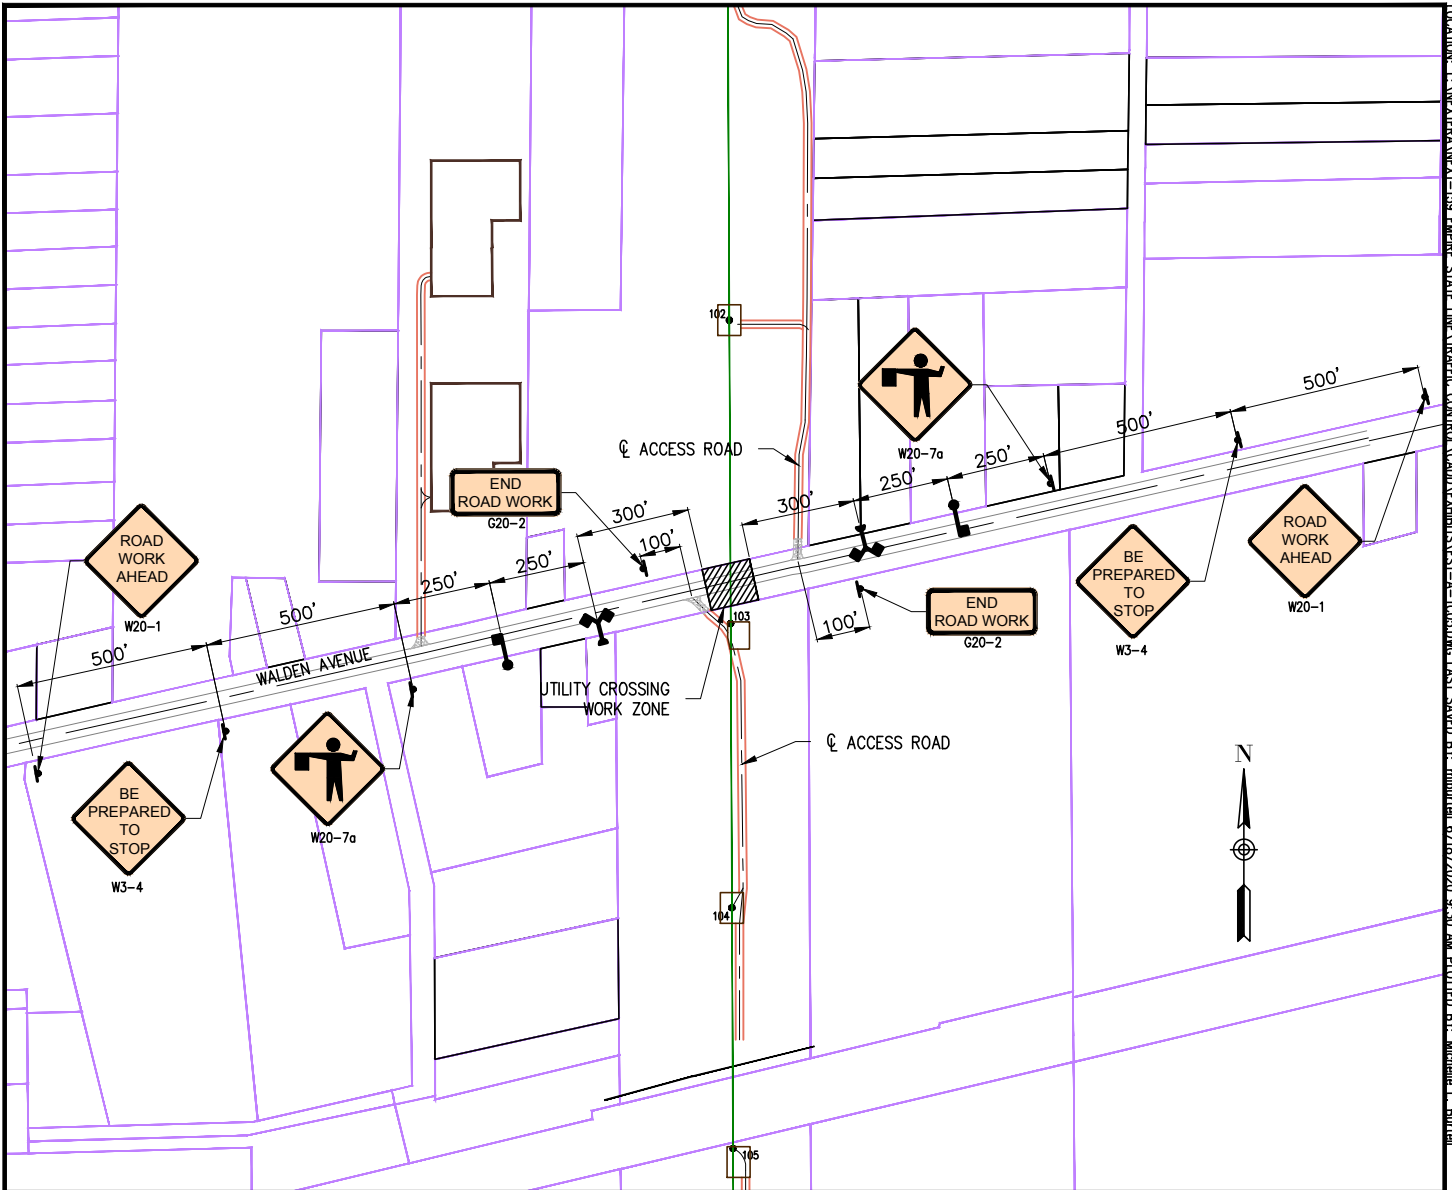 102
℄ ACCESS ROAD
W20-7a
500'
500'
250'
250'
300'
END
ROAD WORK
G20-2
300'
100'
250'
250'
500'
500'
ROAD
WORK
AHEAD
W20-1
WALDEN AVENUE
103
UTILITY CROSSING
WORK ZONE
100'
END
ROAD WORK
G20-2
BE
PREPARED
TO
STOP
W3-4
ROAD
WORK
AHEAD
W20-1
℄ ACCESS ROAD
BE
PREPARED
TO
STOP
W3-4
W20-7a
N
104
105